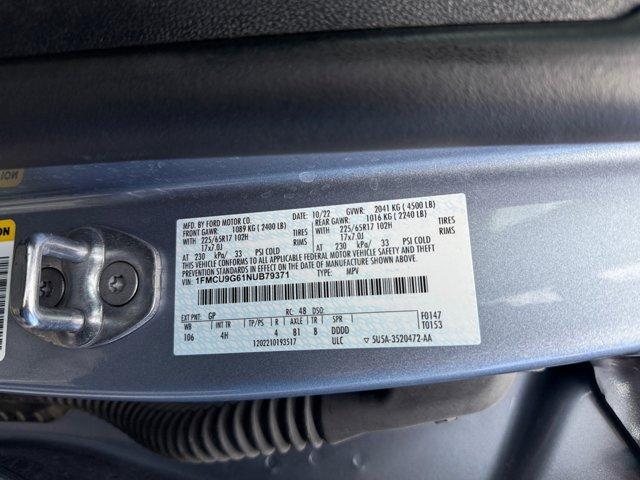 MFD. BY FORD MOTOR CO.
DATE: 10/22 GVWR: 2041 KG ( 4500 LB)
FRONT GAWR: 1089 KG ( 2400 LB) REAR GAWR: 1016 KG ( 2240 LB)
WITH 225/65R17 102H TIRES WITH 225/65R17 102H TIRES
17x7.0J RIMS 17x7.0J RIMS
AT 230 kPa/ 33 PSI COLD AT 230 kPa/ 33 PSI COLD
THIS VEHICLE CONFORMS TO ALL APPLICABLE FEDERAL MOTOR VEHICLE SAFETY, BUMPER, AND THEFT
PREVENTION STANDARDS IN EFFECT ON THE DATE OF MANUFACTURE SHOWN ABOVE.
VIN: 1FMCU9G61NUB79371 TYPE: MPV
EXT PNT: GP RC: 48 DSO: F0147
WB INT TR TP/PS R AXLE TR SPR T0153
106 4H 4 81 8 DDDD
1202210193517 ULC ▽ 5U5A-3520472-AA